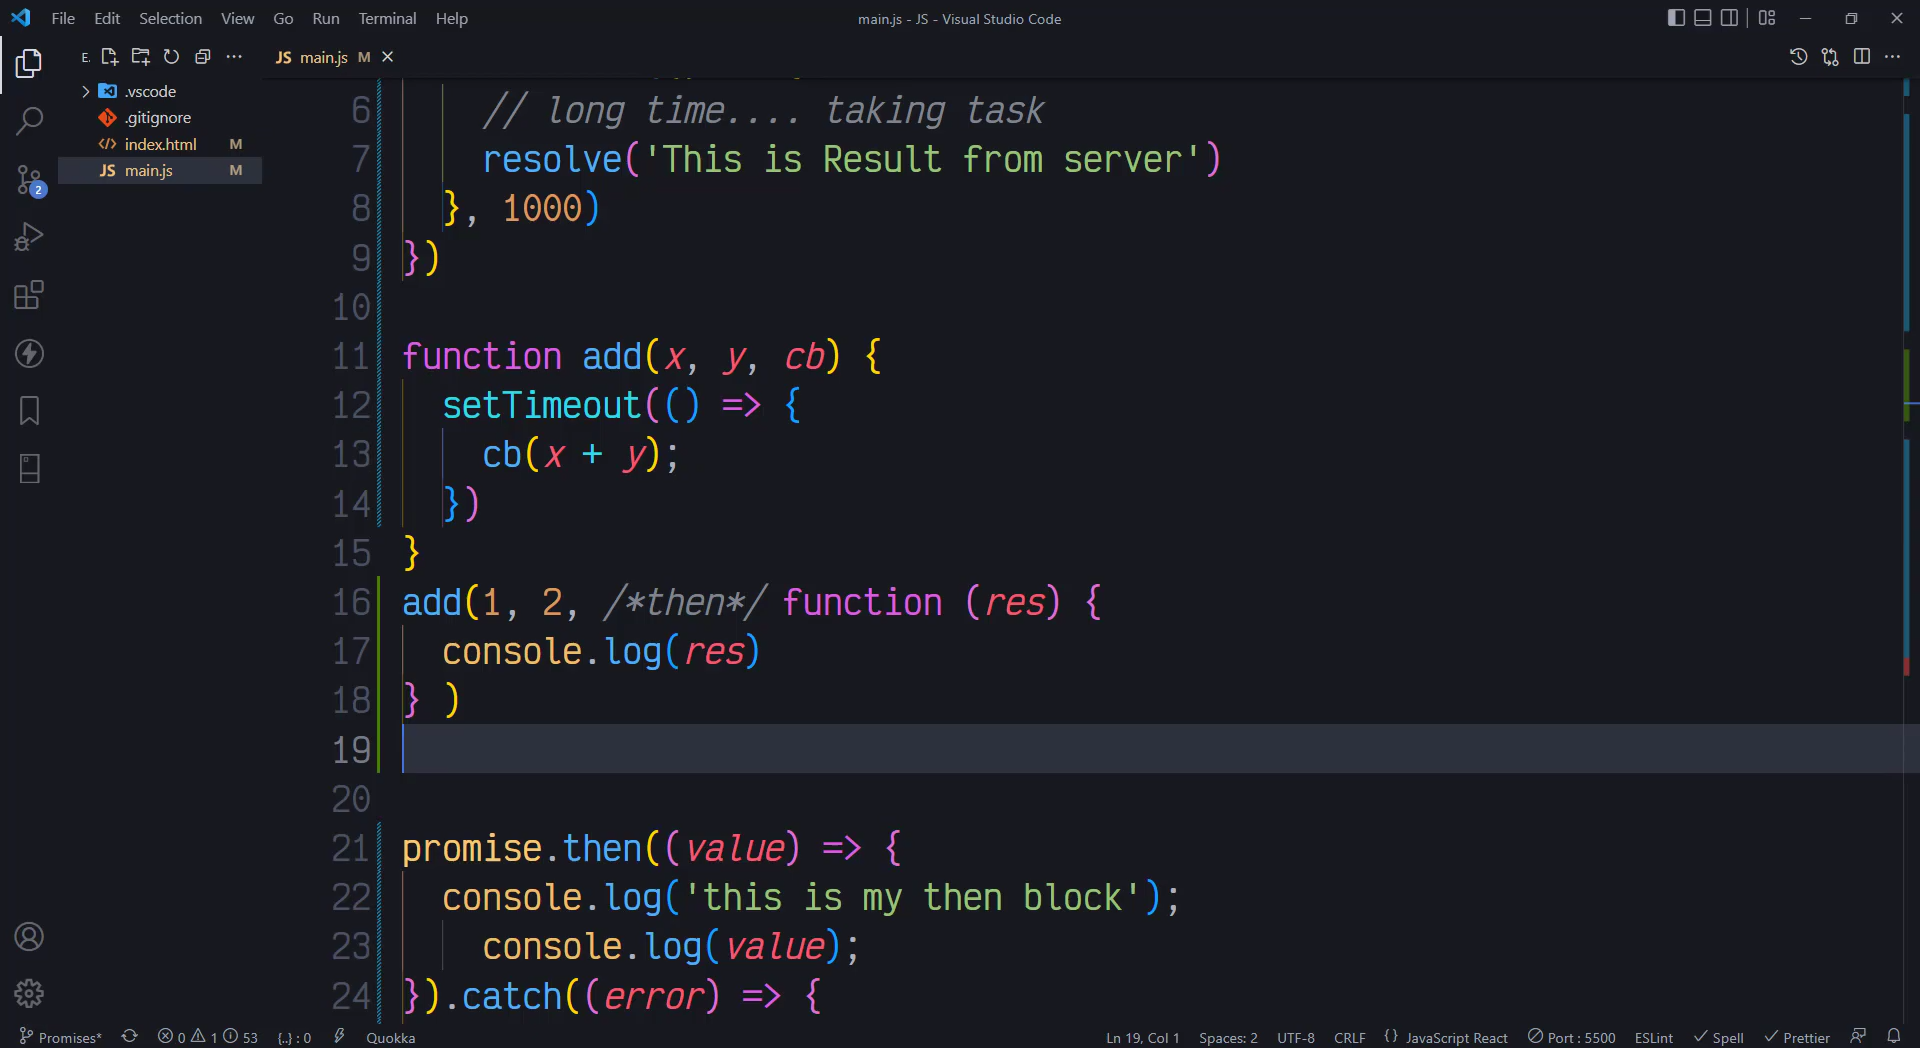 File Edit Selection View Go Run Terminal Help
main.js - JS - Visual Studio Code
E.
JS main.js M
.vscode
.gitignore
index.html M
JS main.js M
2
6 // long time.... taking task
7 resolve('This is Result from server')
8 }, 1000)
9 })
10
11 function add(x, y, cb) {
12 setTimeout(() => {
13 cb(x + y);
14 })
15 }
16 add(1, 2, /*then*/ function (res) {
17 console.log(res)
18 } )
19
20
21 promise.then((value) => {
22 console.log('this is my then block');
23 console.log(value);
24 }).catch((error) => {
Promises* 0 1 53 {..} : 0 Quokka
Ln 19, Col 1 Spaces: 2 UTF-8 CRLF {} JavaScript React Port : 5500 ESLint Spell Prettier